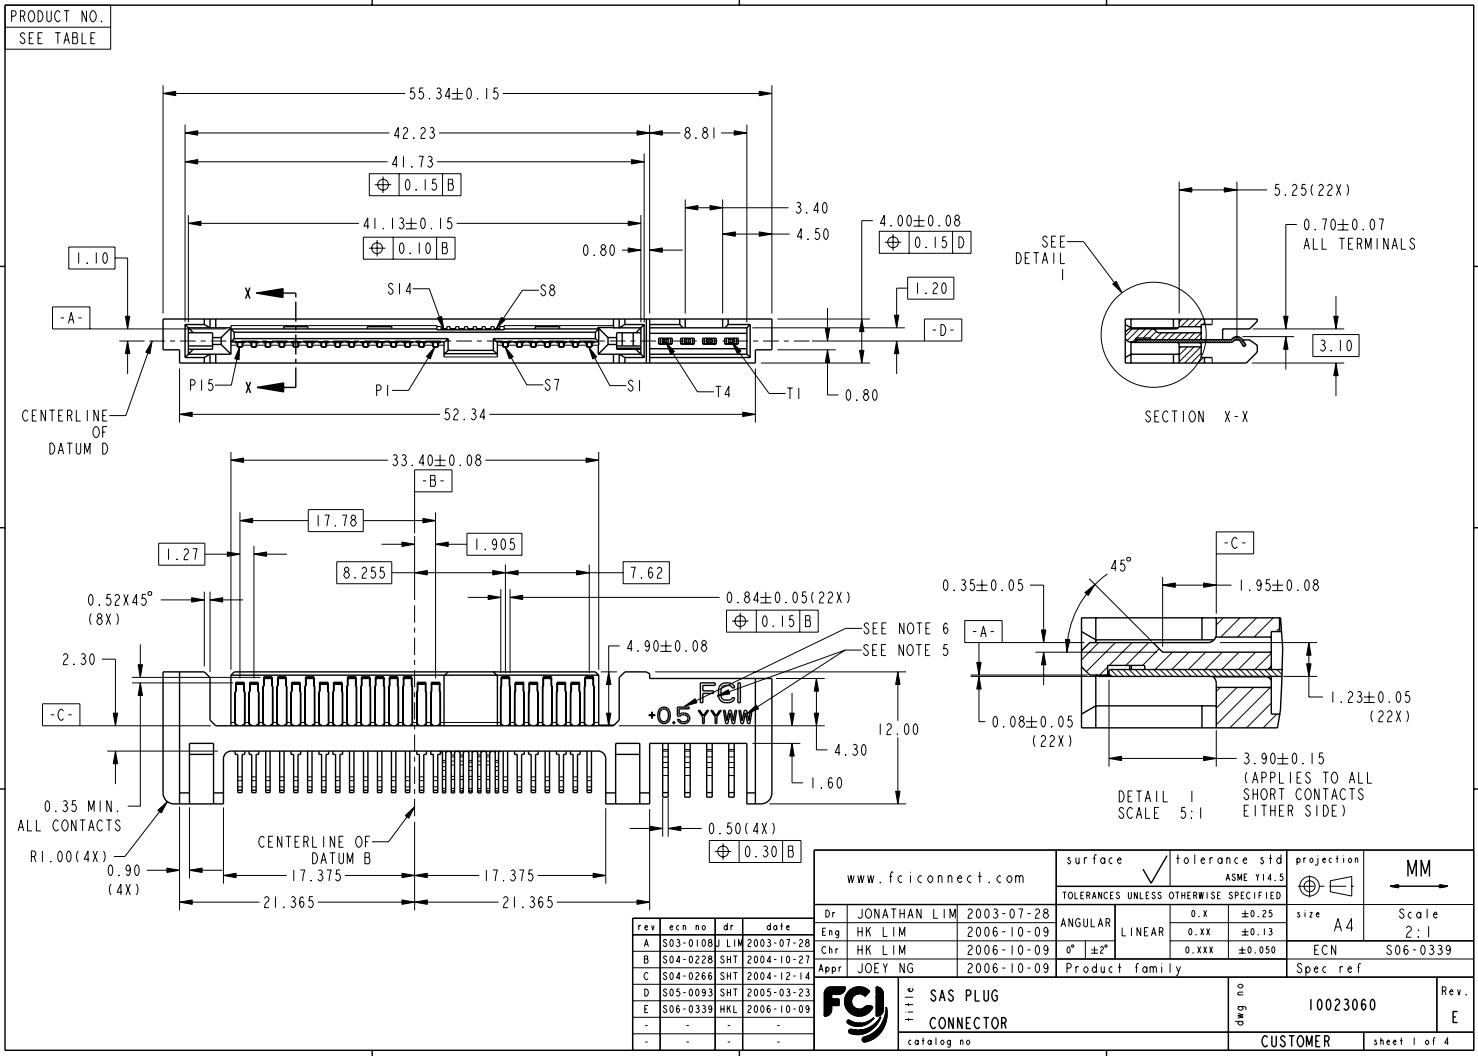 PRODUCT NO.
SEE TABLE
55.34±0.15
42.23
8.81
41.73
0.15 B
41.13±0.15
0.10 B
3.40
4.50
0.80
4.00±0.08
0.15 D
1.10
-A-
X
S14
S8
1.20
-D-
P15
X
P1
S7
S1
T4
T1
0.80
52.34
CENTERLINE
OF
DATUM D
5.25(22X)
SEE
DETAIL
1
0.70±0.07
ALL TERMINALS
3.10
SECTION X-X
33.40±0.08
-B-
17.78
1.905
1.27
8.255
7.62
0.52X45°
(8X)
0.84±0.05(22X)
0.15 B
2.30
4.90±0.08
SEE NOTE 6
SEE NOTE 5
-C-
FCI
+0.5 YYWW
12.00
4.30
1.60
0.35 MIN.
ALL CONTACTS
R1.00(4X)
0.90
(4X)
CENTERLINE OF
DATUM B
0.50(4X)
0.30 B
17.375
17.375
21.365
21.365
-C-
45°
0.35±0.05
1.95±0.08
-A-
0.08±0.05
(22X)
1.23±0.05
(22X)
3.90±0.15
(APPLIES TO ALL
SHORT CONTACTS
EITHER SIDE)
DETAIL 1
SCALE 5:1
rev ecn no dr date
A S03-0108 J LIM 2003-07-28
B S04-0228 SHT 2004-10-27
C S04-0266 SHT 2004-12-14
D S05-0093 SHT 2005-03-23
E S06-0339 HKL 2006-10-09
- - - -
- - - -
www.fciconnect.com
surface
tolerance std
ASME Y14.5
projection
MM
TOLERANCES UNLESS OTHERWISE SPECIFIED
Dr JONATHAN LIM 2003-07-28
Eng HK LIM 2006-10-09
Chr HK LIM 2006-10-09
Appr JOEY NG 2006-10-09
ANGULAR
0° ±2°
LINEAR
0.X ±0.25
0.XX ±0.13
0.XXX ±0.050
size A4
Scale
2:1
ECN S06-0339
Product family
Spec ref
FCI
title
SAS PLUG
CONNECTOR
dwg no
10023060
Rev.
E
catalog no
CUSTOMER
sheet 1 of 4